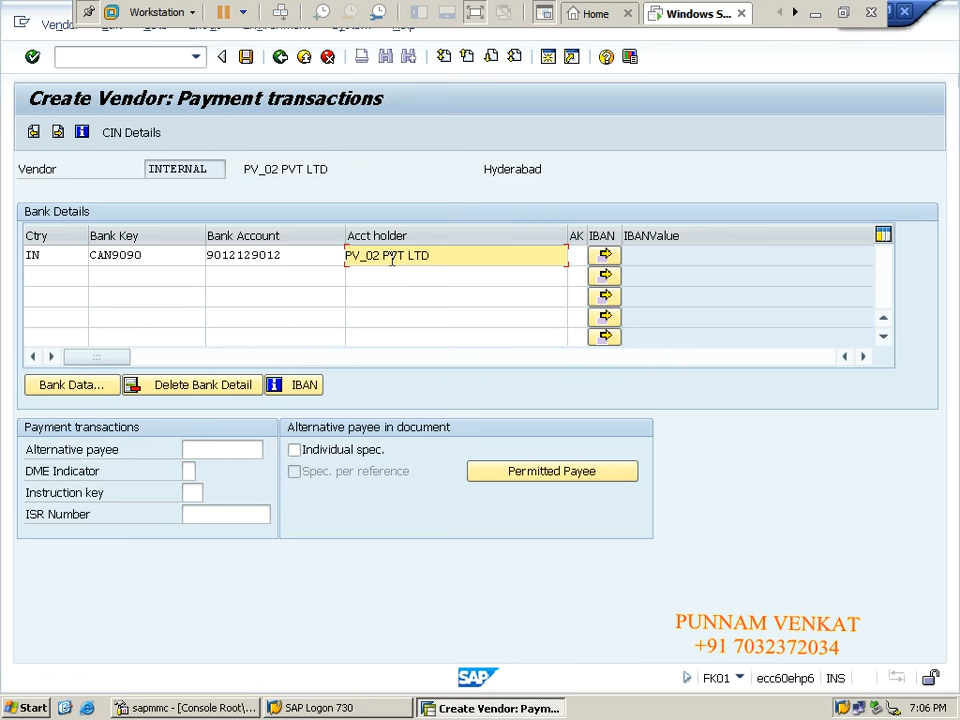 Workstation
Home
Windows S...
Create Vendor: Payment transactions
CIN Details
Vendor INTERNAL PV_02 PVT LTD Hyderabad
Bank Details
Ctry Bank Key Bank Account Acct holder AK IBAN IBANValue
IN CAN9090 9012129012 PV_02 PVT LTD
Bank Data... Delete Bank Detail IBAN
Payment transactions
Alternative payee
DME Indicator
Instruction key
ISR Number
Alternative payee in document
Individual spec.
Spec. per reference Permitted Payee
PUNNAM VENKAT
+91 7032372034
SAP
FK01 ecc60ehp6 INS
Start sapmmc - [Console Root\... SAP Logon 730 Create Vendor: Paym... 7:06 PM